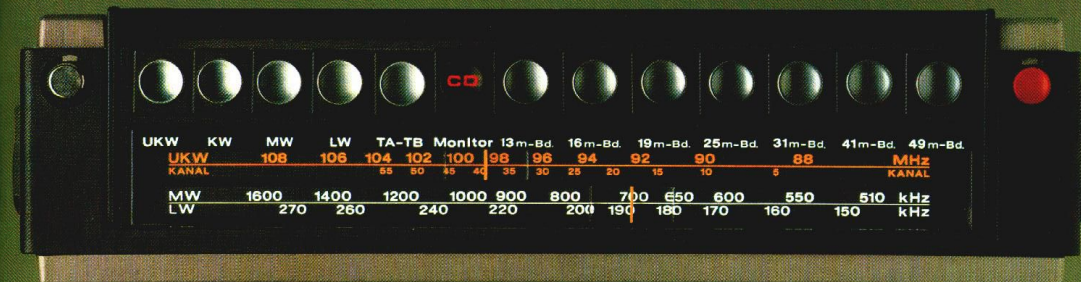 CD
UKW KW MW LW TA-TB Monitor 13m-Bd. 16m-Bd. 19m-Bd. 25m-Bd. 31m-Bd. 41m-Bd. 49m-Bd.
UKW 108 106 104 102 100 98 96 94 92 90 88 MHz
KANAL 55 50 45 40 35 30 25 20 15 10 5 KANAL
MW 1600 1400 1200 1000 900 800 700 650 600 550 510 kHz
LW 270 260 240 220 200 190 180 170 160 150 kHz